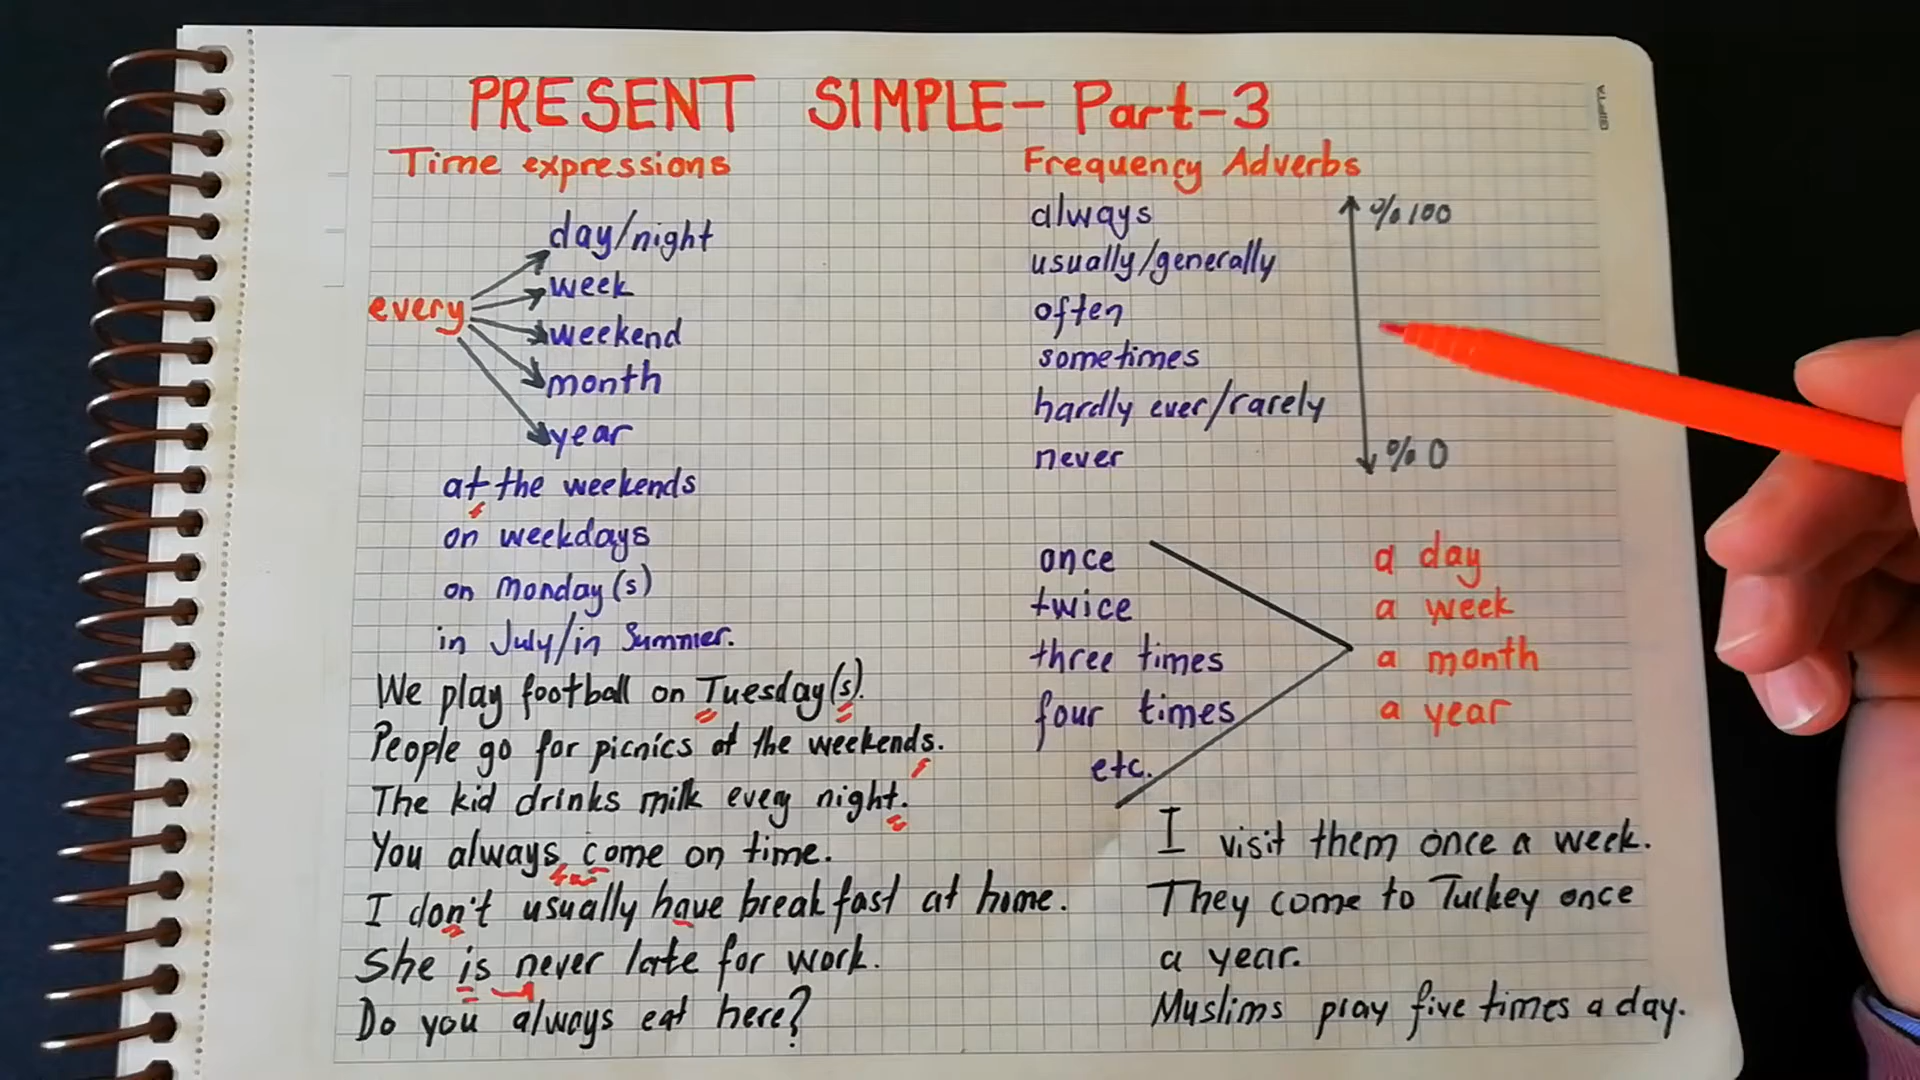 PRESENT SIMPLE- Part-3
Time expressions
every
day/night
week
weekend
month
year
at the weekends
on weekdays
on Monday(s)
in July/in Summer.
We play football on Tuesday(s).
People go for picnics at the weekends.
The kid drinks milk every night.
You always come on time.
I don't usually have breakfast at home.
She is never late for work.
Do you always eat here?
Frequency Adverbs
always
usually/generally
often
sometimes
hardly ever/rarely
never
%100
%0
once
twice
three times
four times
etc.
a day
a week
a month
a year
I visit them once a week.
They come to Turkey once
a year.
Muslims pray five times a day.
GIPTA